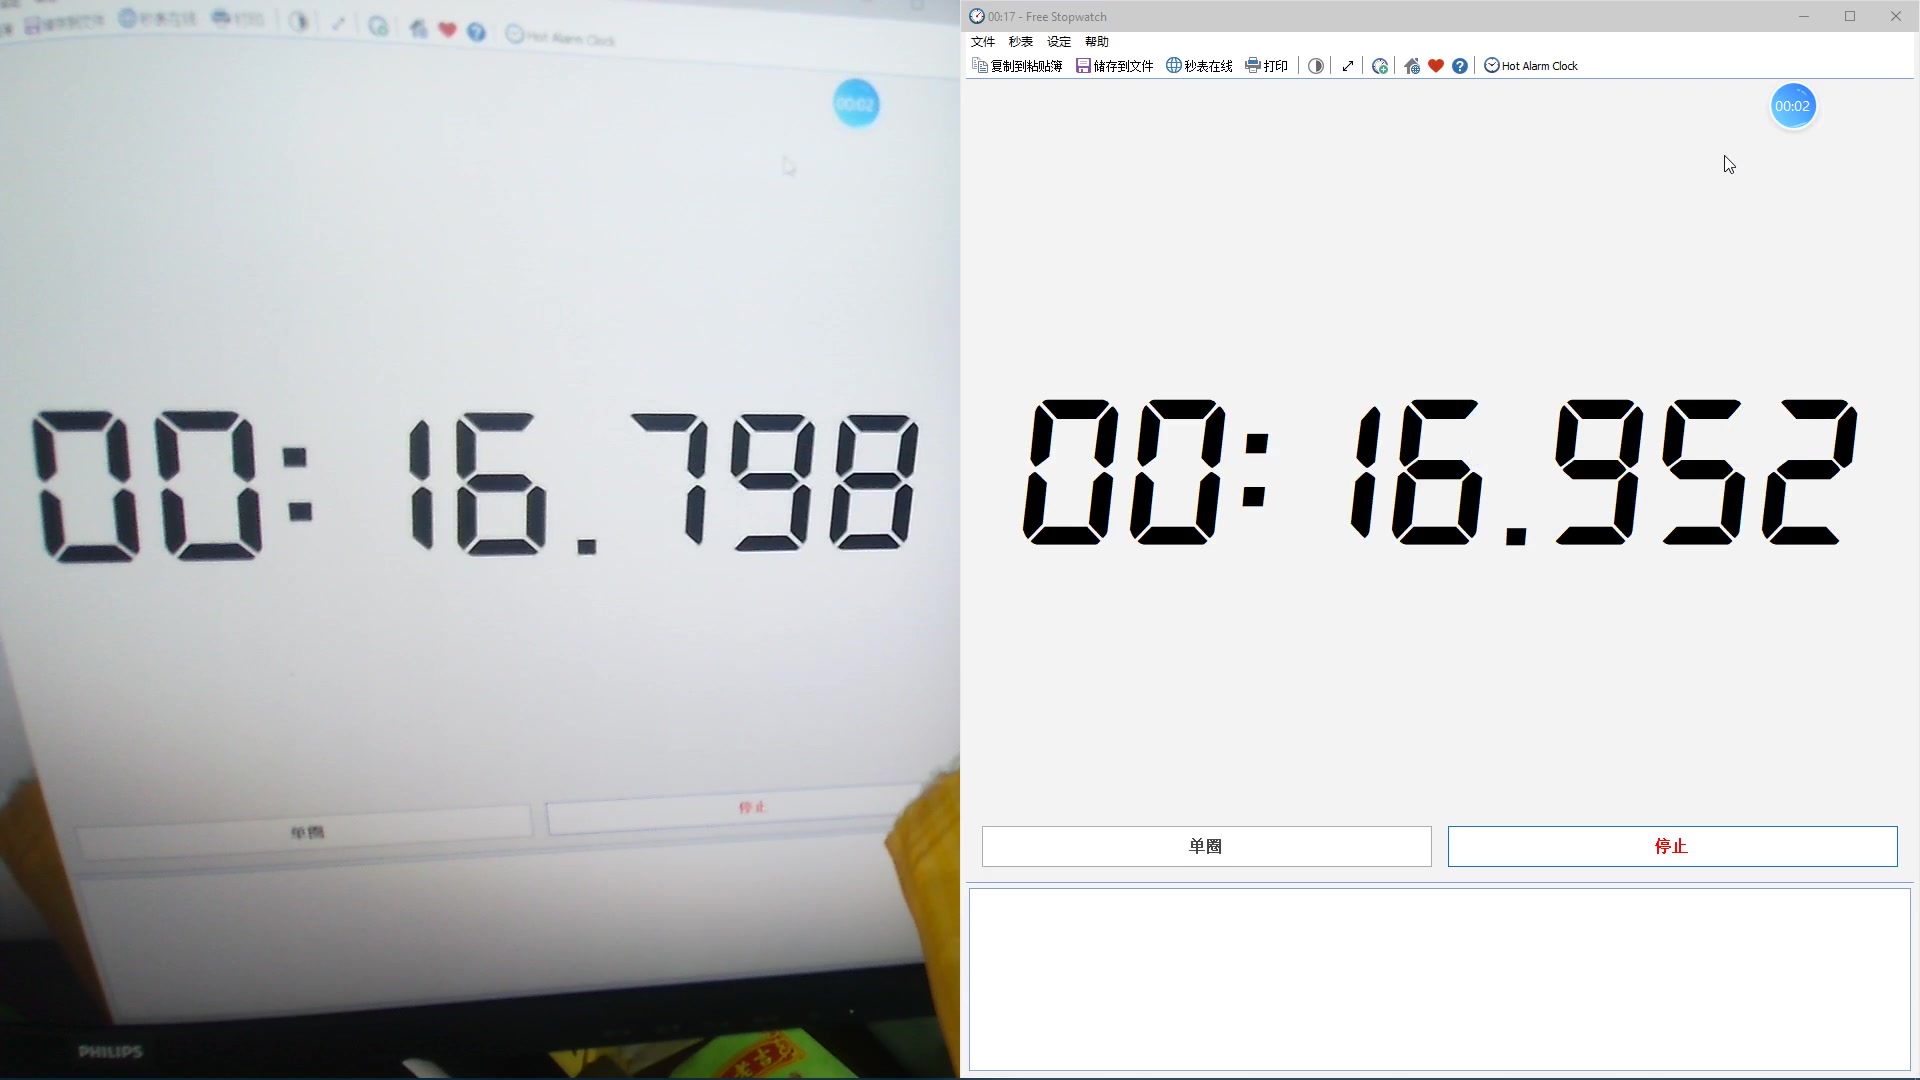 储存到文件 秒表在线 打印 Hot Alarm Clock
00:02
00:16.798
单圈 停止
PHILIPS
00:17 - Free Stopwatch
文件 秒表 设定 帮助
复制到粘贴簿 储存到文件 秒表在线 打印 Hot Alarm Clock
00:02
00:16.952
单圈 停止